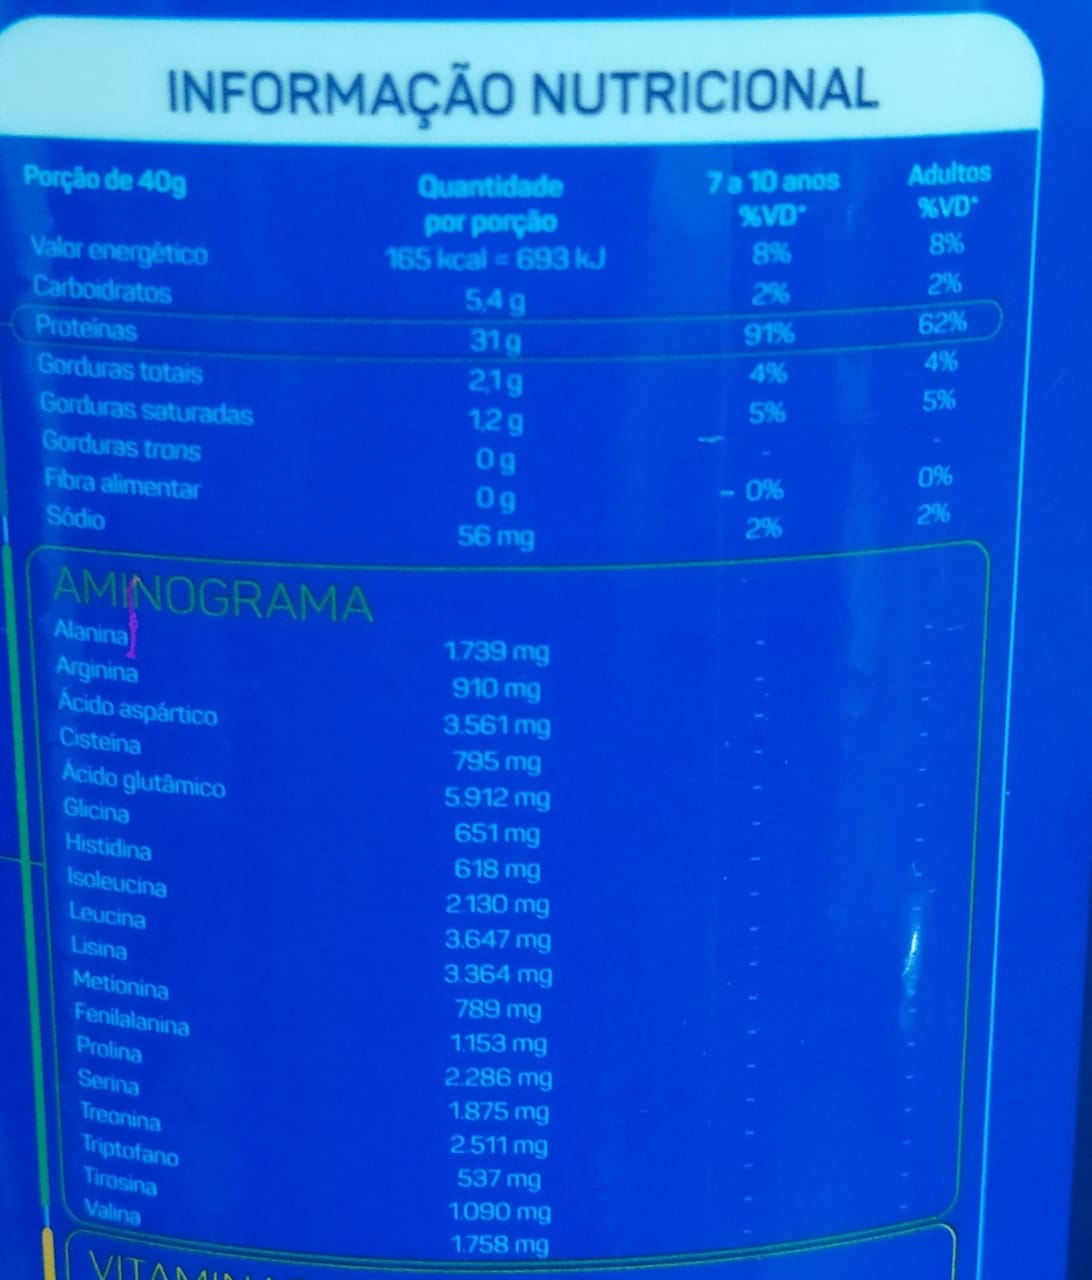 INFORMAÇÃO NUTRICIONAL
Porção de 40g Quantidade por porção 7 a 10 anos %VD* Adultos %VD*
Valor energético 165 kcal = 693 kJ 8% 8%
Carboidratos 5,4 g 2% 2%
Proteínas 31 g 91% 62%
Gorduras totais 2,1 g 4% 4%
Gorduras saturadas 1,2 g 5% 5%
Gorduras trans 0 g - -
Fibra alimentar 0 g - 0% 0%
Sódio 56 mg 2% 2%
AMINOGRAMA
Alanina 1.739 mg - -
Arginina 910 mg - -
Ácido aspártico 3.561 mg - -
Cisteína 795 mg - -
Ácido glutâmico 5.912 mg - -
Glicina 651 mg - -
Histidina 618 mg - -
Isoleucina 2.130 mg - -
Leucina 3.647 mg - -
Lisina 3.364 mg - -
Metionina 789 mg - -
Fenilalanina 1.153 mg - -
Prolina 2.286 mg - -
Serina 1.875 mg - -
Treonina 2.511 mg - -
Triptofano 537 mg - -
Tirosina 1.090 mg - -
Valina 1.758 mg - -